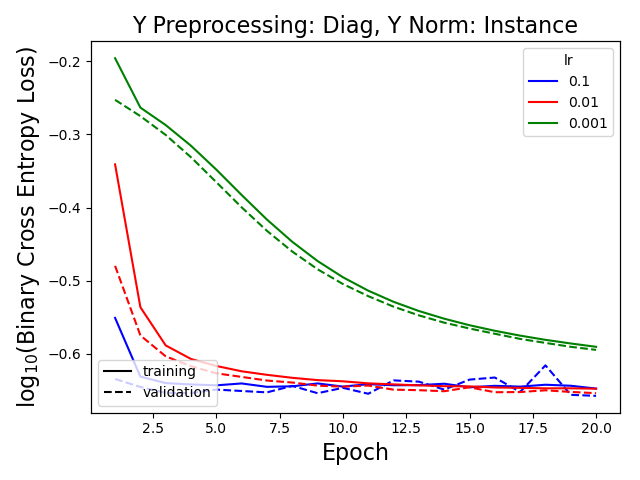 Y Preprocessing: Diag, Y Norm: Instance
log10(Binary Cross Entropy Loss)
−0.2
−0.3
−0.4
−0.5
−0.6
lr
0.1
0.01
0.001
training
validation
2.5 5.0 7.5 10.0 12.5 15.0 17.5 20.0
Epoch